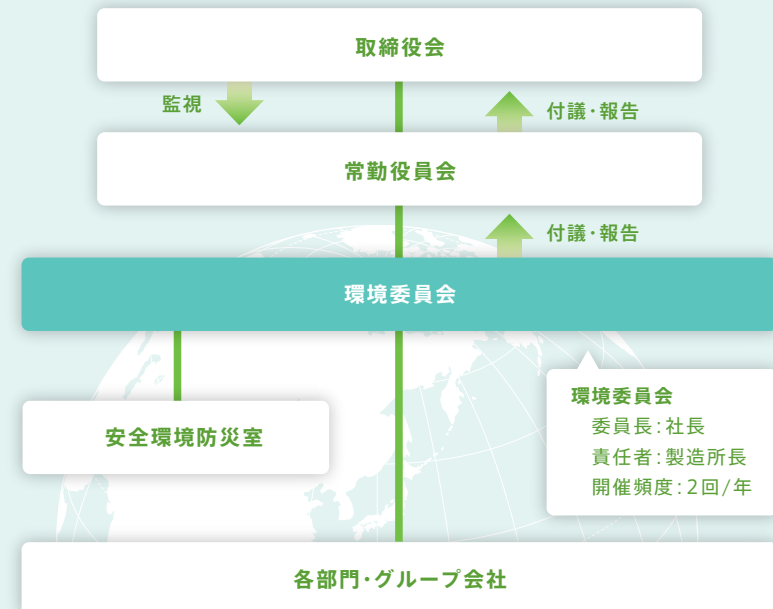 取締役会
監視
付議・報告
常勤役員会
付議・報告
環境委員会
環境委員会
委員長：社長
責任者：製造所長
開催頻度：2回/年
安全環境防災室
各部門・グループ会社